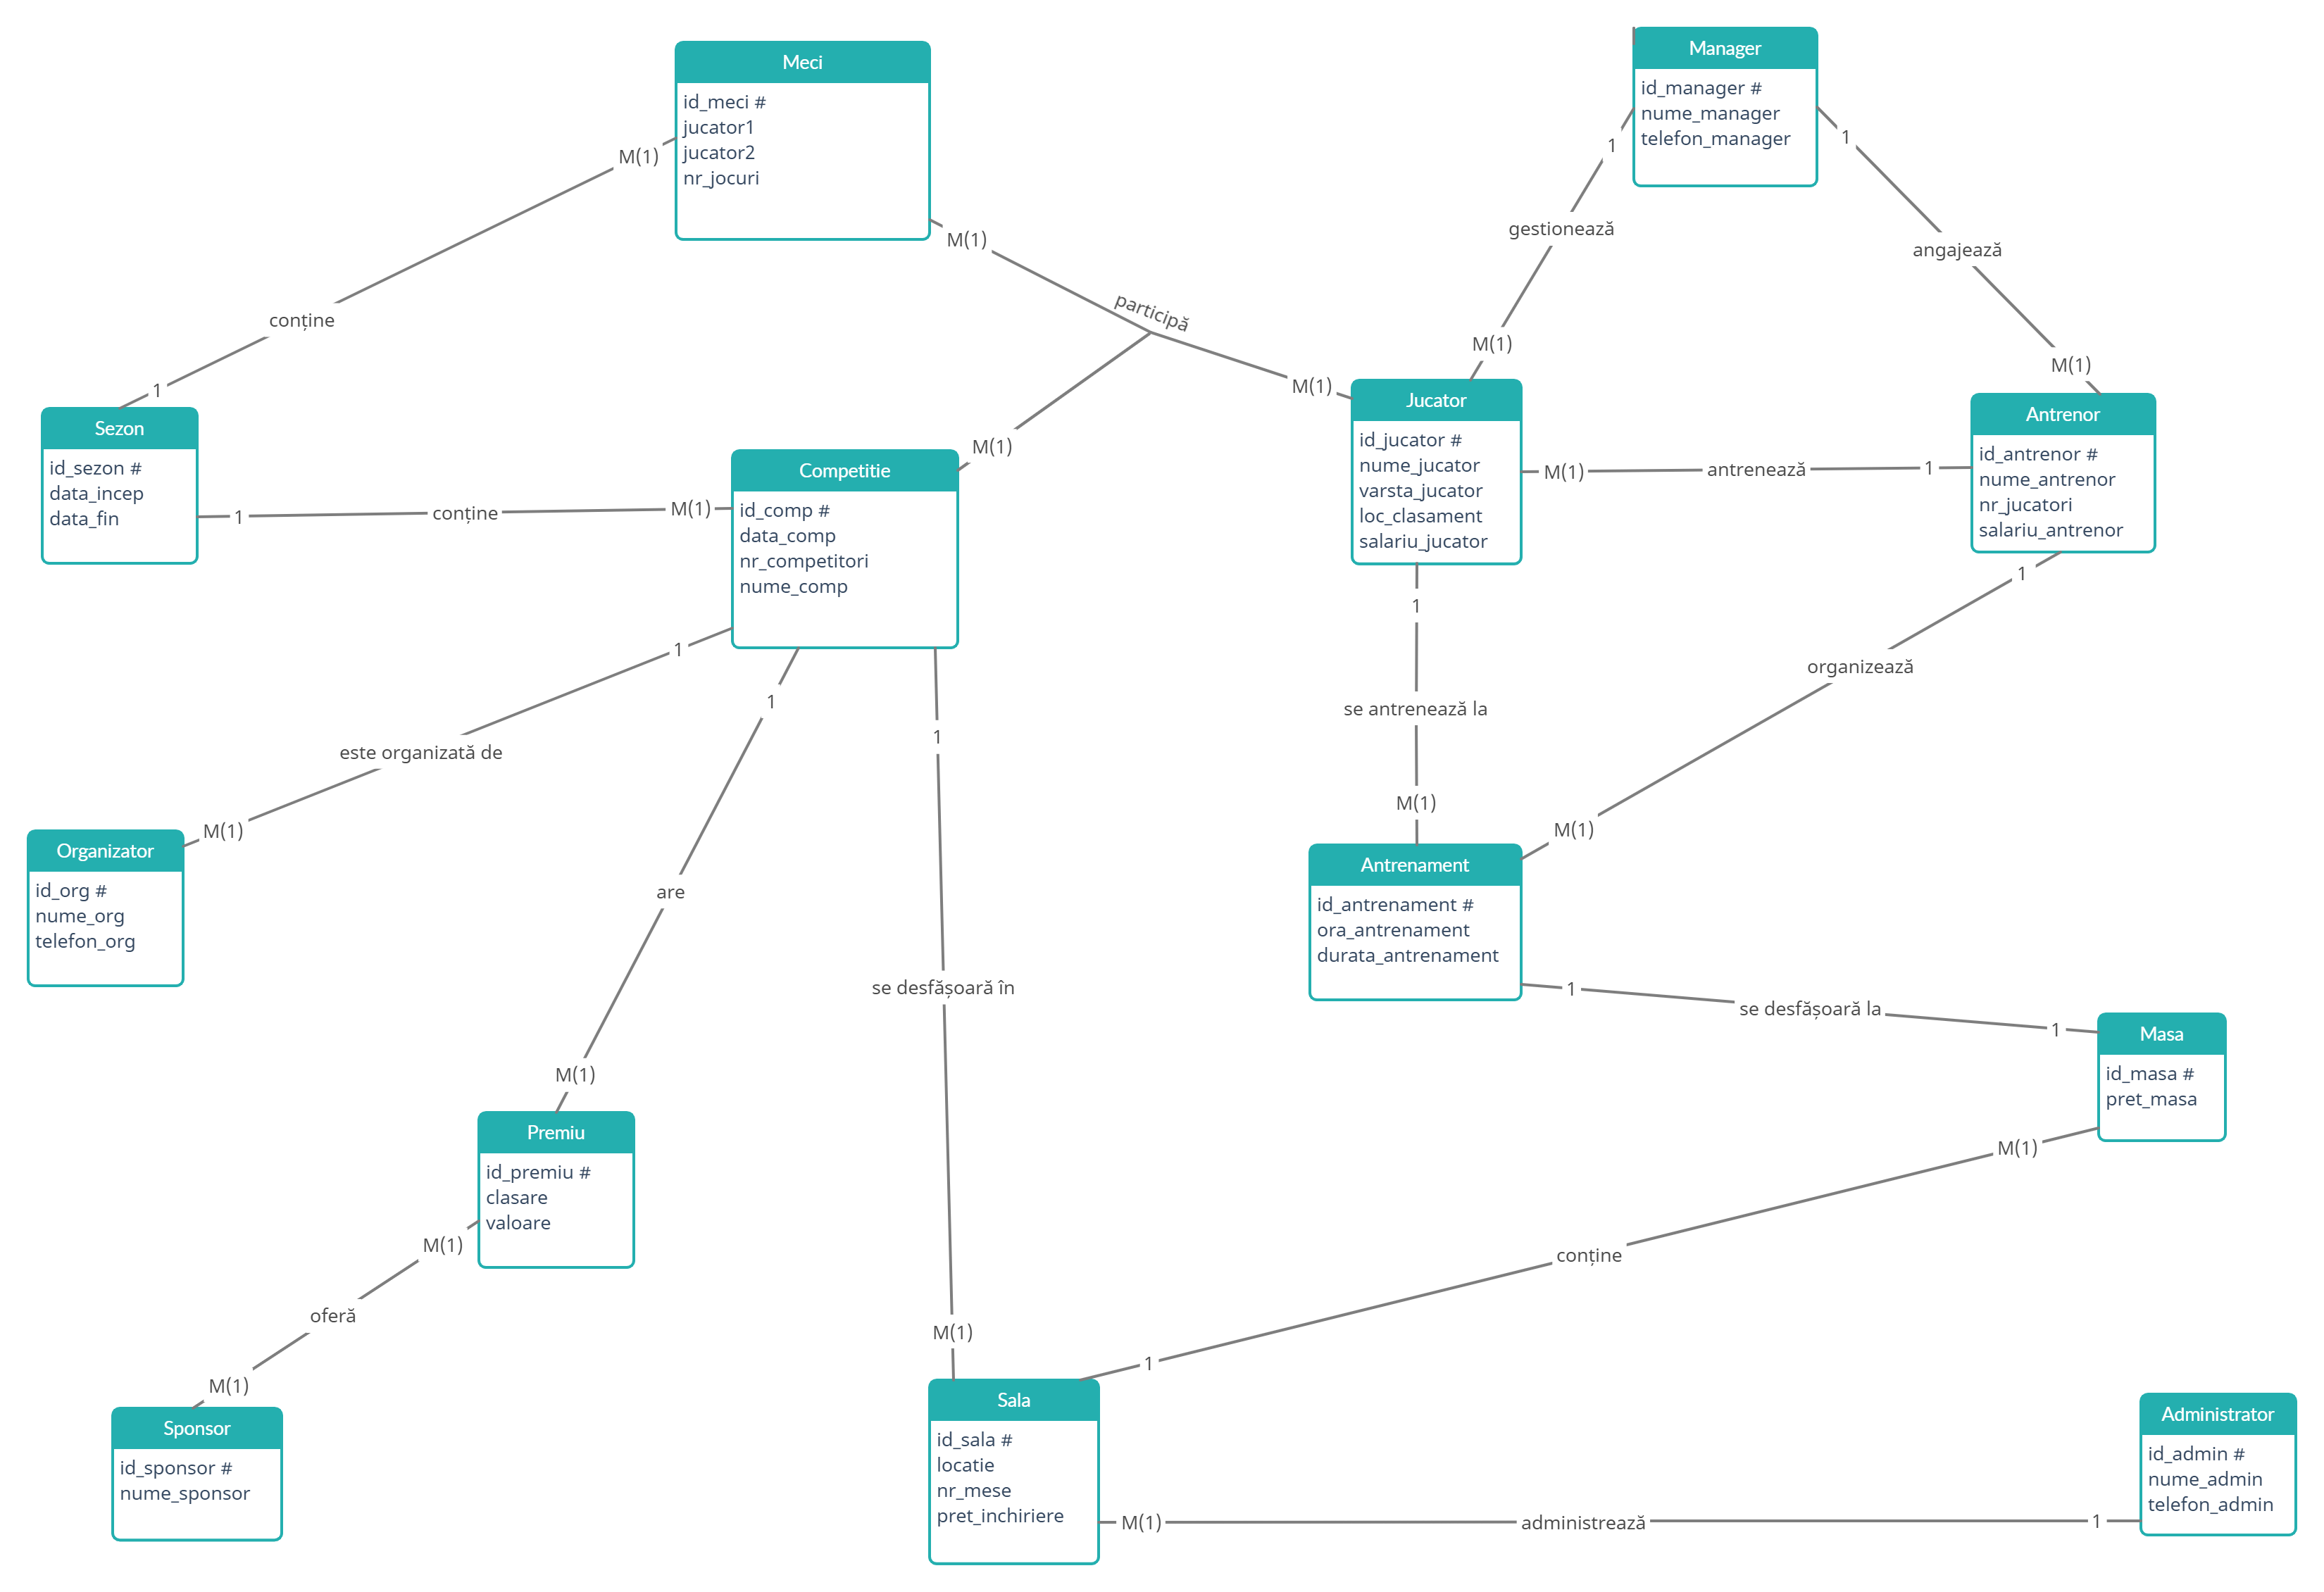 Meci
id_meci #
jucator1
jucator2
nr_jocuri
Manager
id_manager #
nume_manager
telefon_manager
M(1)
conține
1
M(1)
participă
M(1)
M(1)
1
gestionează
M(1)
1
angajează
M(1)
Sezon
id_sezon #
data_incep
data_fin
1
conține
M(1)
Competitie
id_comp #
data_comp
nr_competitori
nume_comp
Jucator
id_jucator #
nume_jucator
varsta_jucator
loc_clasament
salariu_jucator
M(1)
antrenează
1
Antrenor
id_antrenor #
nume_antrenor
nr_jucatori
salariu_antrenor
1
este organizată de
M(1)
1
are
M(1)
1
se desfășoară în
M(1)
1
se antrenează la
M(1)
1
organizează
M(1)
Organizator
id_org #
nume_org
telefon_org
Antrenament
id_antrenament #
ora_antrenament
durata_antrenament
1
se desfășoară la
1
Masa
id_masa #
pret_masa
Premiu
id_premiu #
clasare
valoare
M(1)
oferă
M(1)
M(1)
conține
1
Sponsor
id_sponsor #
nume_sponsor
Sala
id_sala #
locatie
nr_mese
pret_inchiriere
M(1)
administrează
1
Administrator
id_admin #
nume_admin
telefon_admin